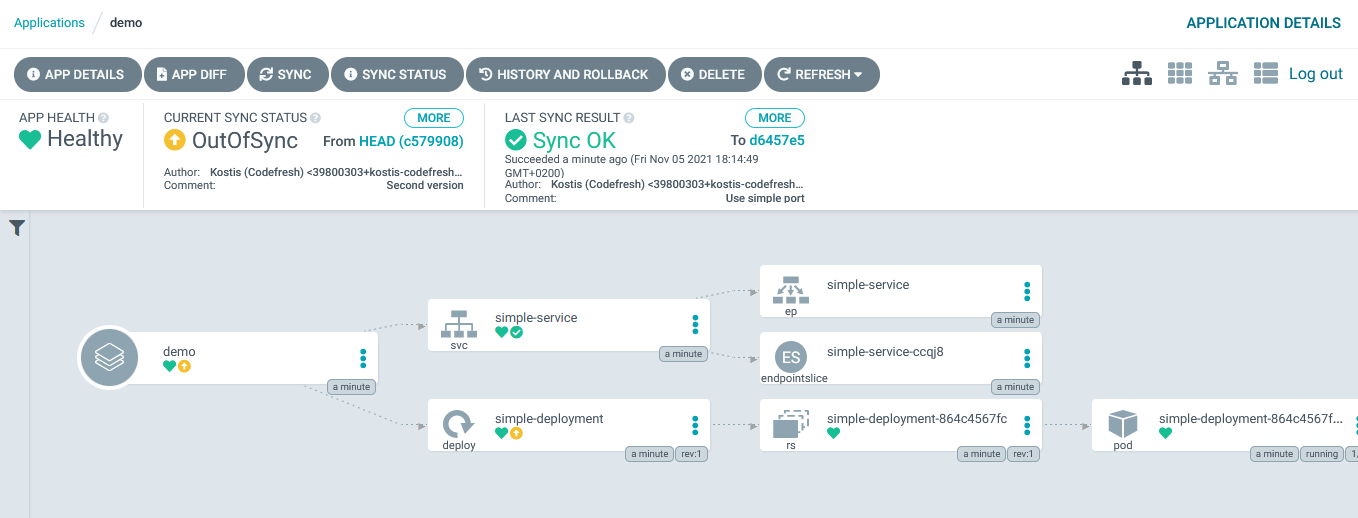 Applications / demo
APPLICATION DETAILS
APP DETAILS
APP DIFF
SYNC
SYNC STATUS
HISTORY AND ROLLBACK
DELETE
REFRESH
Log out
APP HEALTH
Healthy
CURRENT SYNC STATUS
MORE
OutOfSync
From HEAD (c579908)
Author: Kostis (Codefresh) <39800303+kostis-codefresh...
Comment: Second version
LAST SYNC RESULT
MORE
Sync OK
To d6457e5
Succeeded a minute ago (Fri Nov 05 2021 18:14:49
GMT+0200)
Author: Kostis (Codefresh) <39800303+kostis-codefresh...
Comment: Use simple port
demo
a minute
simple-service
svc
a minute
simple-deployment
deploy
a minute
rev:1
simple-service
ep
a minute
ES
simple-service-ccqj8
endpointslice
a minute
simple-deployment-864c4567fc
rs
a minute
rev:1
simple-deployment-864c4567f...
pod
a minute
running
1/